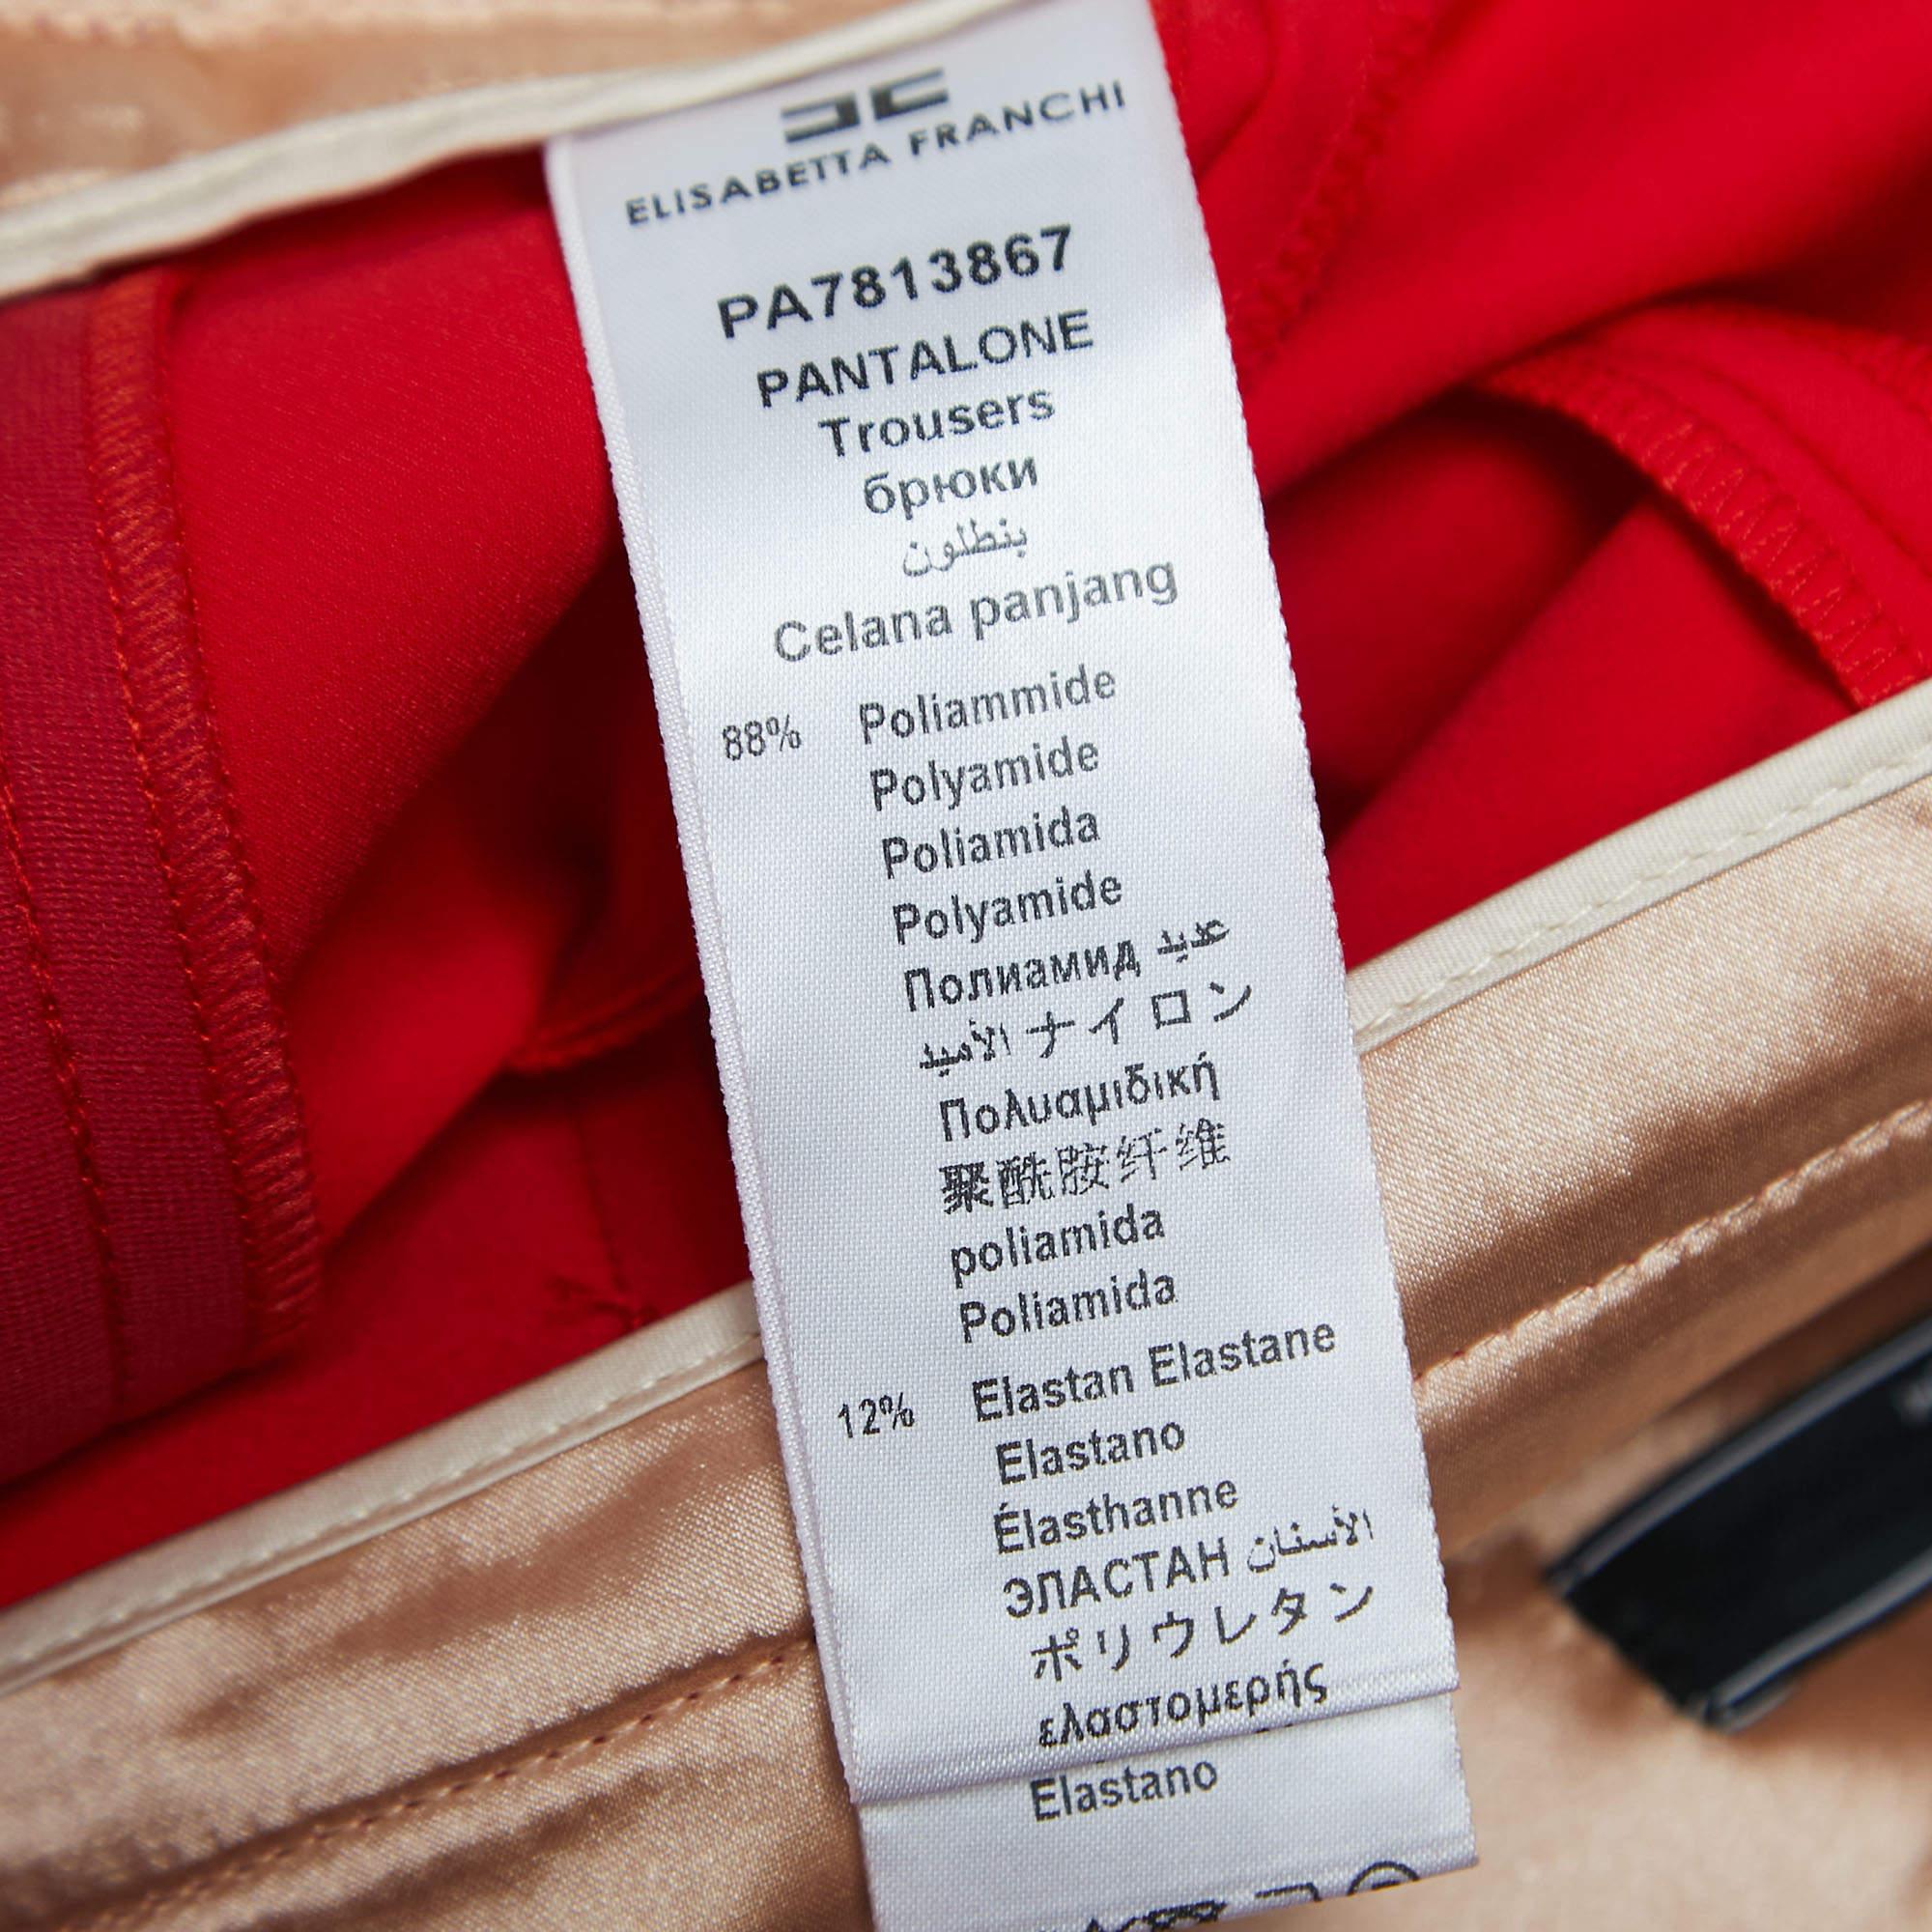 ELISABETTA FRANCHI
PA7813867
PANTALONE
Trousers
брюки
بنطلون
Celana panjang
88% Poliammide
Polyamide
Poliamida
Polyamide
Полиамид عديد
الأميد ナイロン
Πολυαμιδική
聚酰胺纤维
poliamida
Poliamida
12% Elastan Elastane
Elastano
Élasthanne
ЭЛАСТАН الأسنان
ポリウレタン
ελαστομερής
Elastano